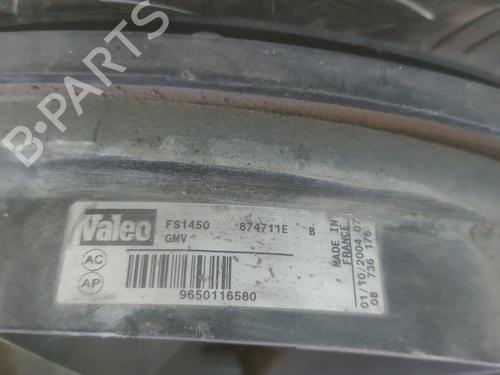 B-PARTS
Valeo FS1450 874711E B
GMV
AC
AP
9650116580
MADE IN
FRANCE
01/10/2004 07
08 736 176